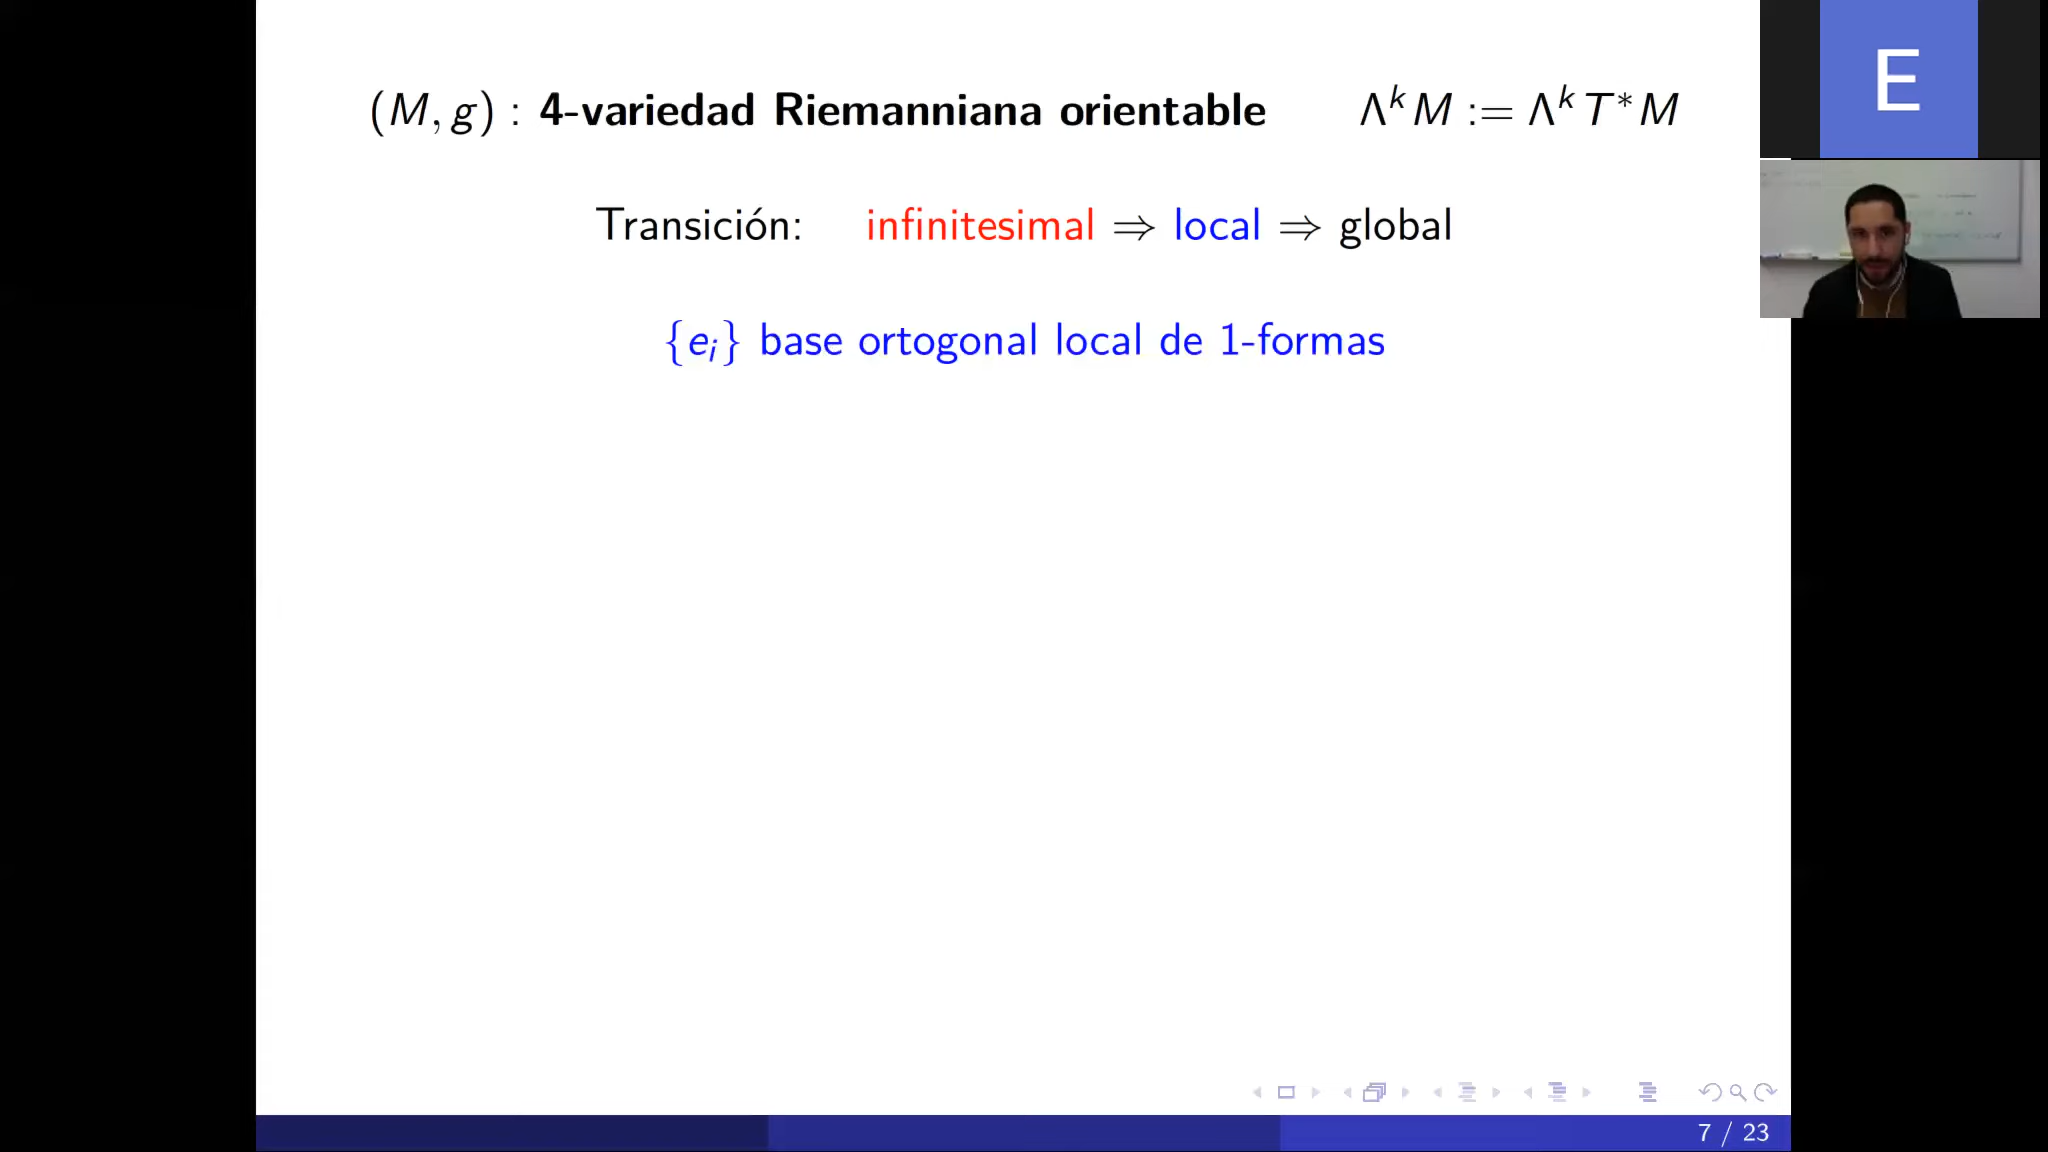 (M, g) : 4-variedad Riemanniana orientable Λ^k M := Λ^k T*M
Transición: infinitesimal ⇒ local ⇒ global
{e_i} base ortogonal local de 1-formas
7 / 23
E